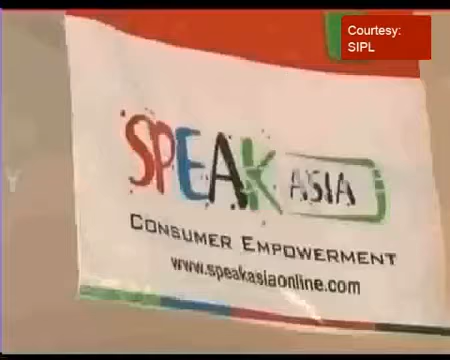 Courtesy:
SIPL
SPEAK ASIA
CONSUMER EMPOWERMENT
www.speakasiaonline.com